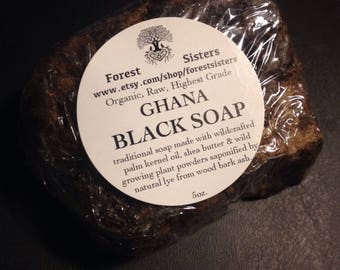 Forest Sisters
www.etsy.com/shop/forestsisters
Organic, Raw, Highest Grade
GHANA
BLACK SOAP
traditional soap made with wildcrafted
palm kernel oil, shea butter & wild
growing plant powders saponified by
natural lye from wood bark ash.
5oz.